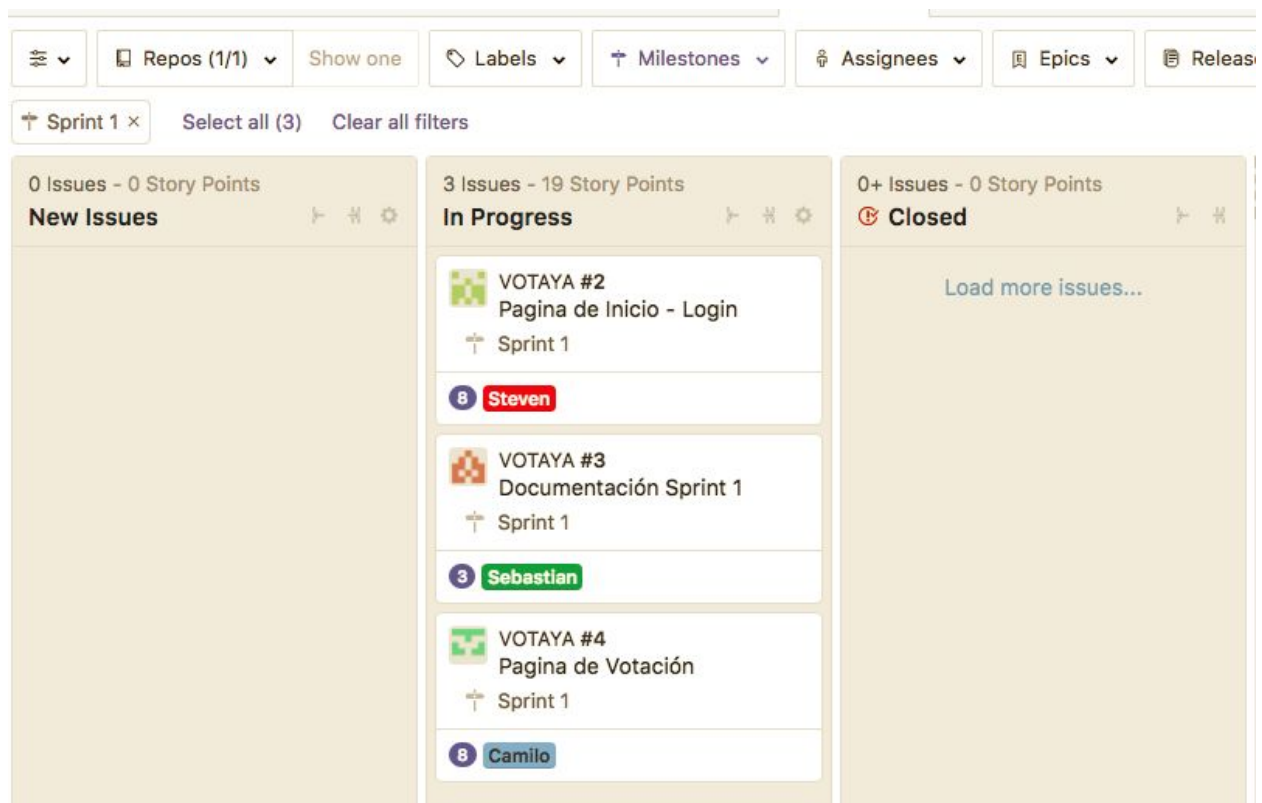 Repos (1/1) Show one Labels Milestones Assignees Epics Releas
Sprint 1 × Select all (3) Clear all filters
0 Issues - 0 Story Points
New Issues
3 Issues - 19 Story Points
In Progress
VOTAYA #2
Pagina de Inicio - Login
Sprint 1
8 Steven
VOTAYA #3
Documentación Sprint 1
Sprint 1
3 Sebastian
VOTAYA #4
Pagina de Votación
Sprint 1
8 Camilo
0+ Issues - 0 Story Points
Closed
Load more issues...